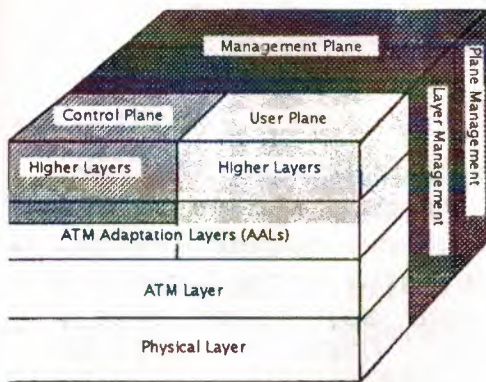 Management Plane
Control Plane
User Plane
Higher Layers
Higher Layers
ATM Adaptation Layers (AALs)
ATM Layer
Physical Layer
Layer Management
Plane Management